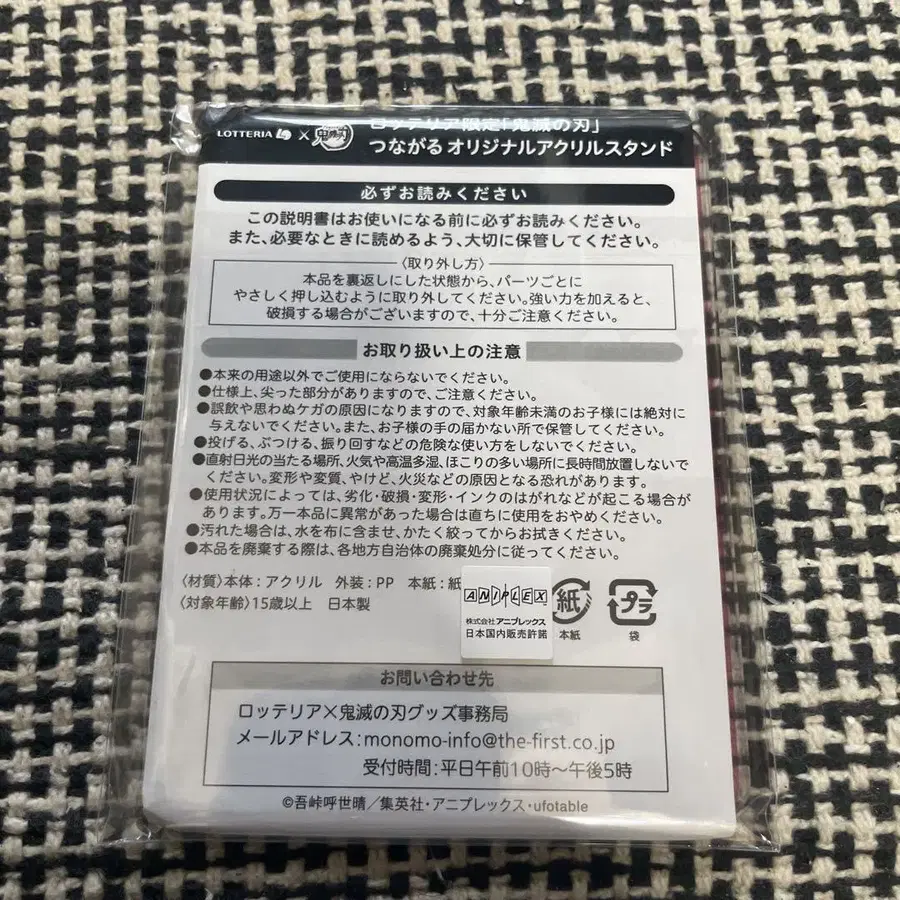 LOTTERIA × 鬼滅の刃
ロッテリア限定「鬼滅の刃」
つながる オリジナルアクリルスタンド
必ずお読みください
この説明書はお使いになる前に必ずお読みください。
また、必要なときに読めるよう、大切に保管してください。
〈取り外し方〉
本品を裏返しにした状態から、パーツごとに
やさしく押し込むように取り外してください。強い力を加えると、
破損する場合がございますので、十分ご注意ください。
お取り扱い上の注意
●本来の用途以外でご使用にならないでください。
●仕様上、尖った部分がありますので、ご注意ください。
●誤飲や思わぬケガの原因になりますので、対象年齢未満のお子様には絶対に
与えないでください。また、お子様の手の届かない所で保管してください。
●投げる、ぶつける、振り回すなどの危険な使い方をしないでください。
●直射日光の当たる場所、火気や高温多湿、ほこりの多い場所に長時間放置しないで
ください。変形や変質、やけど、火災などの原因となる恐れがあります。
●使用状況によっては、劣化・破損・変形・インクのはがれなどが起こる場合が
あります。万一本品に異常があった場合は直ちに使用をおやめください。
●汚れた場合は、水を布に含ませ、かたく絞ってからお拭きください。
●本品を廃棄する際は、各地方自治体の廃棄処分に従ってください。
〈材質〉本体：アクリル 外装：PP 本紙：紙
〈対象年齢〉15歳以上 日本製
ANIPLEX
株式会社 アニプレックス
日本国内販売許諾
紙
本紙
プラ
袋
お問い合わせ先
ロッテリア×鬼滅の刃グッズ事務局
メールアドレス：monomo-info@the-first.co.jp
受付時間：平日午前10時～午後5時
©吾峠呼世晴／集英社・アニプレックス・ufotable